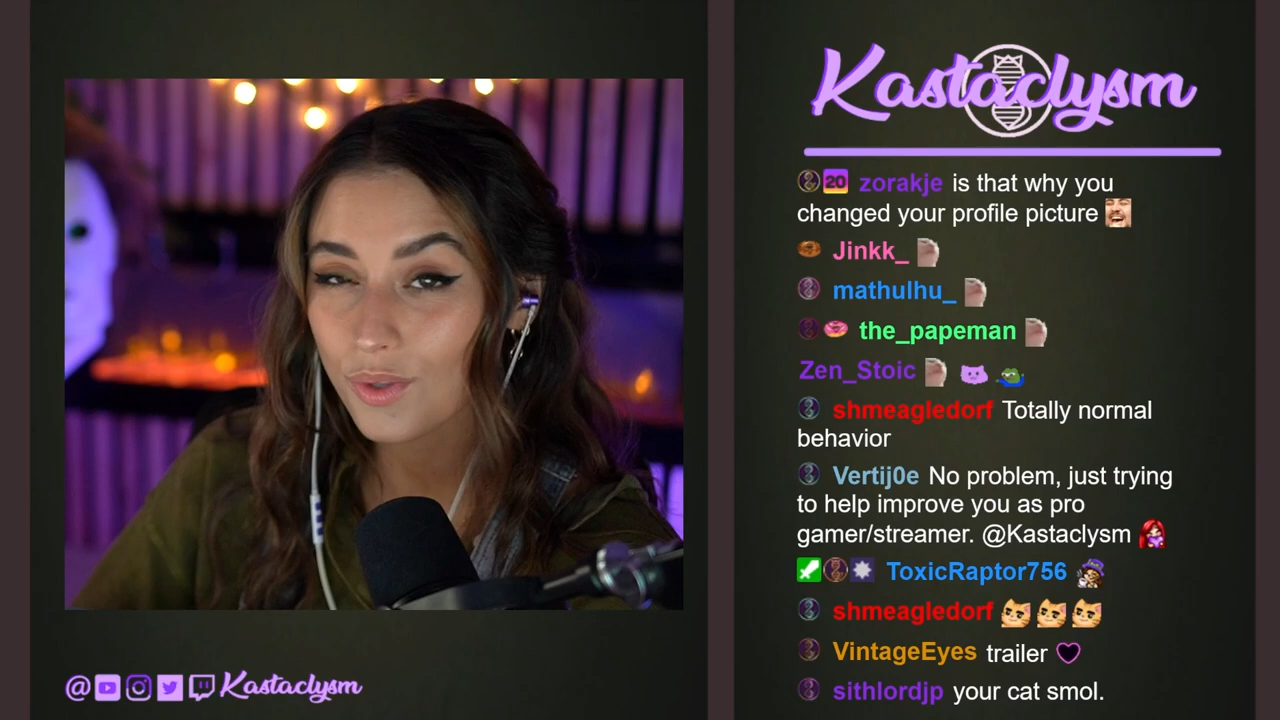 Kastaclysm
20 zorakje is that why you
changed your profile picture
Jinkk_
mathulhu_
the_papeman
Zen_Stoic
shmeagledorf Totally normal
behavior
Vertij0e No problem, just trying
to help improve you as pro
gamer/streamer. @Kastaclysm
ToxicRaptor756
shmeagledorf
VintageEyes trailer
sithlordjp your cat smol.
@ Kastaclysm